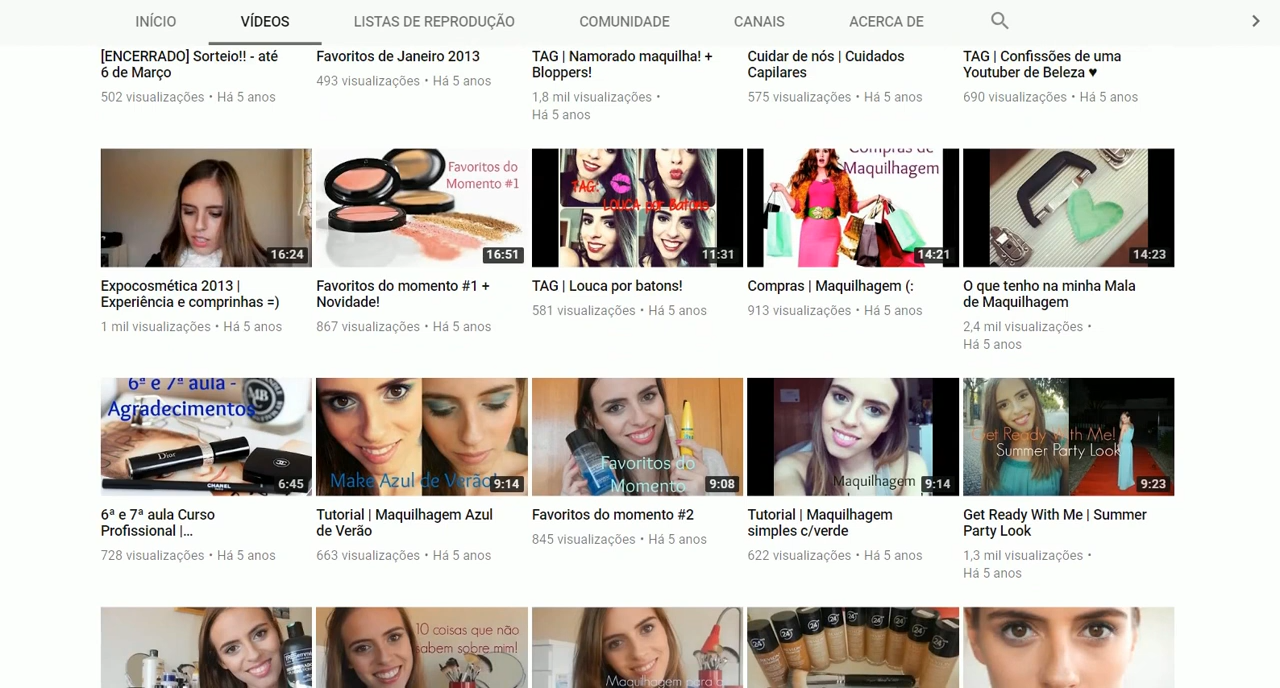 INÍCIO VÍDEOS LISTAS DE REPRODUÇÃO COMUNIDADE CANAIS ACERCA DE
[ENCERRADO] Sorteio!! - até
6 de Março
502 visualizações • Há 5 anos
Favoritos de Janeiro 2013
493 visualizações • Há 5 anos
TAG | Namorado maquilha! +
Bloppers!
1,8 mil visualizações •
Há 5 anos
Cuidar de nós | Cuidados
Capilares
575 visualizações • Há 5 anos
TAG | Confissões de uma
Youtuber de Beleza ♥
690 visualizações • Há 5 anos
16:24
Expocosmética 2013 |
Experiência e comprinhas =)
1 mil visualizações • Há 5 anos
Favoritos do
Momento #1
16:51
Favoritos do momento #1 +
Novidade!
867 visualizações • Há 5 anos
TAG:
LOUCA por Batons.
11:31
TAG | Louca por batons!
581 visualizações • Há 5 anos
Compras de
Maquilhagem
14:21
Compras | Maquilhagem (:
913 visualizações • Há 5 anos
14:23
O que tenho na minha Mala
de Maquilhagem
2,4 mil visualizações •
Há 5 anos
6ª e 7ª aula -
Agradecimentos
Dior
CHANEL
6:45
6ª e 7ª aula Curso
Profissional |...
728 visualizações • Há 5 anos
Make Azul de Verão!
9:14
Tutorial | Maquilhagem Azul
de Verão
663 visualizações • Há 5 anos
Favoritos do
Momento
9:08
Favoritos do momento #2
845 visualizações • Há 5 anos
Maquilhagem
9:14
Tutorial | Maquilhagem
simples c/verde
622 visualizações • Há 5 anos
Get Ready With Me!
Summer Party Look
9:23
Get Ready With Me | Summer
Party Look
1,3 mil visualizações •
Há 5 anos
10 coisas que não
sabem sobre mim!
Maquilhagem para a
24
24
24
24